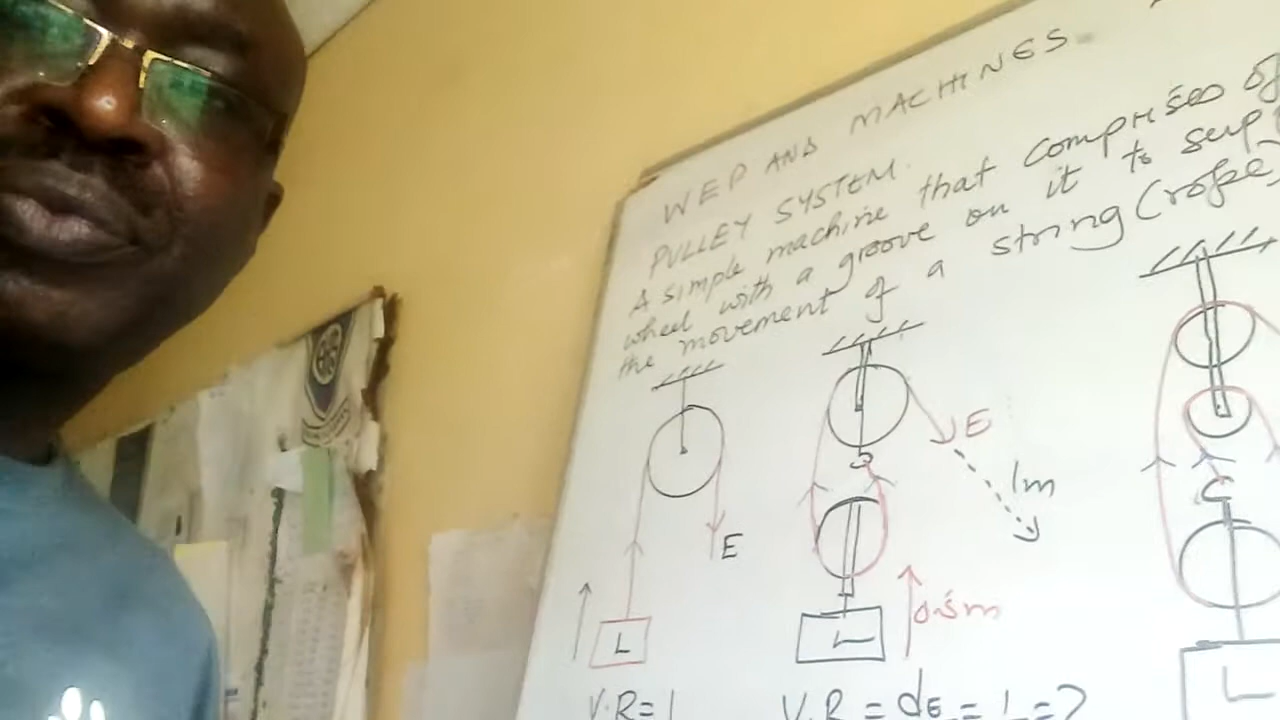 WEP AND MACHINES.
PULLEY SYSTEM.
A simple machine that comprises of
wheel with a groove on it to sup
the movement of a string (rope)
E
L
V.R=1
E
1m
0.5m
L
V.R = dE = 1 = 2
L